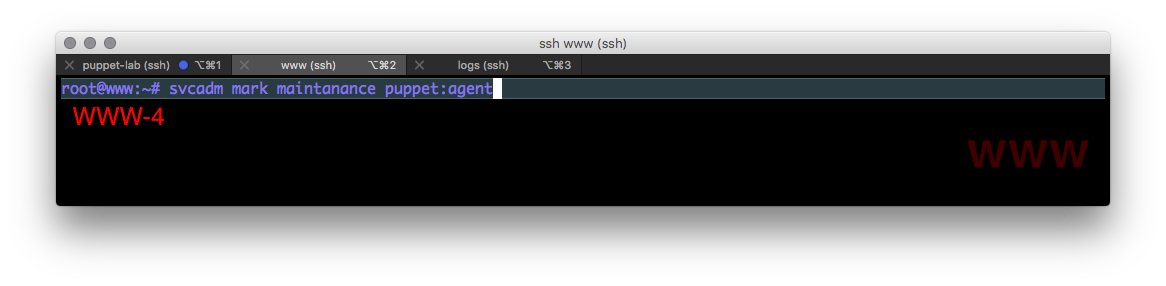 ssh www (ssh)
puppet-lab (ssh) ⌥⌘1 www (ssh) ⌥⌘2 logs (ssh) ⌥⌘3
root@www:~# svcadm mark maintanance puppet:agent
WWW-4
www